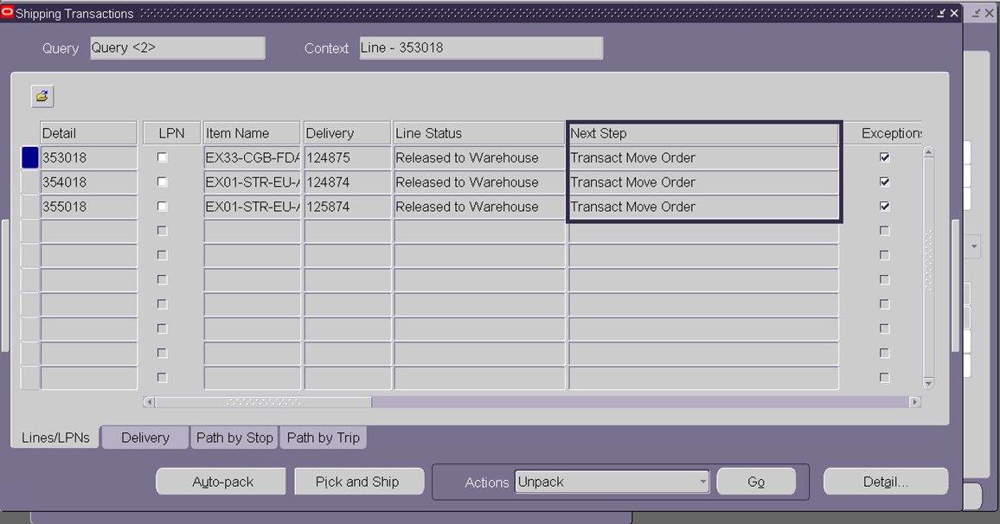 Shipping Transactions
Query Query <2> Context Line - 353018
Detail LPN Item Name Delivery Line Status Next Step Exceptions
353018 EX33-CGB-FDA 124875 Released to Warehouse Transact Move Order
354018 EX01-STR-EU-A 124874 Released to Warehouse Transact Move Order
355018 EX01-STR-EU-A 125874 Released to Warehouse Transact Move Order
Lines/LPNs Delivery Path by Stop Path by Trip
Auto-pack Pick and Ship Actions Unpack Go Detail...